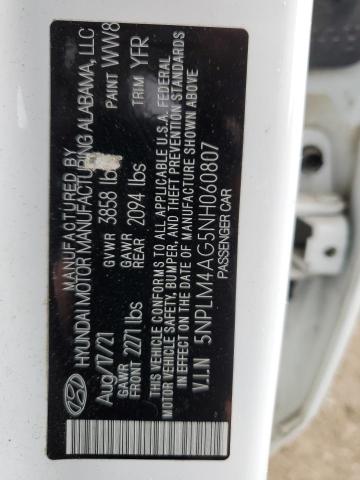 MANUFACTURED BY
HYUNDAI MOTOR MANUFACTURING ALABAMA, LLC
Aug/17/21 GVWR 3858 lbs PAINT WW8
GAWR FRONT 2271 lbs GAWR REAR 2094 lbs TRIM YFR
THIS VEHICLE CONFORMS TO ALL APPLICABLE U.S.A. FEDERAL
MOTOR VEHICLE SAFETY, BUMPER, AND THEFT PREVENTION STANDARDS
IN EFFECT ON THE DATE OF MANUFACTURE SHOWN ABOVE
V.I.N 5NPLM4AG5NH060807
PASSENGER CAR